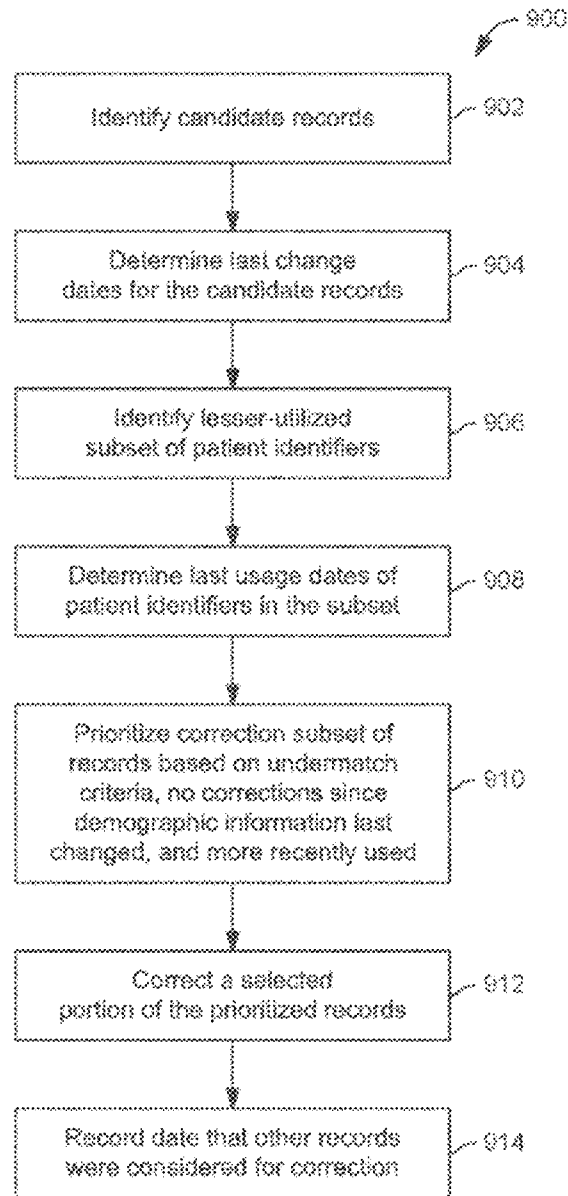 900
Identify candidate records
902
Determine last change
dates for the candidate records
904
Identify lesser-utilized
subset of patient identifiers
906
Determine last usage dates of
patient identifiers in the subset
908
Prioritize correction subset of
records based on undermatch
criteria, no corrections since
demographic information last
changed, and more recently used
910
Correct a selected
portion of the prioritized records
912
Record date that other records
were considered for correction
914